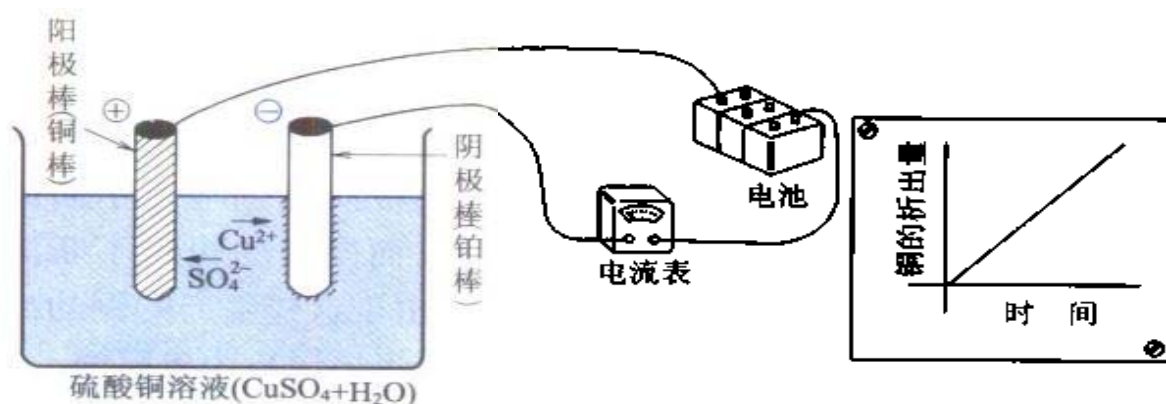 阳极棒(铜棒)
⊕
⊖
阴极棒铂棒)
Cu²⁺
SO₄²⁻
硫酸铜溶液(CuSO₄+H₂O)
电池
电流表
铜的析出量
时 间